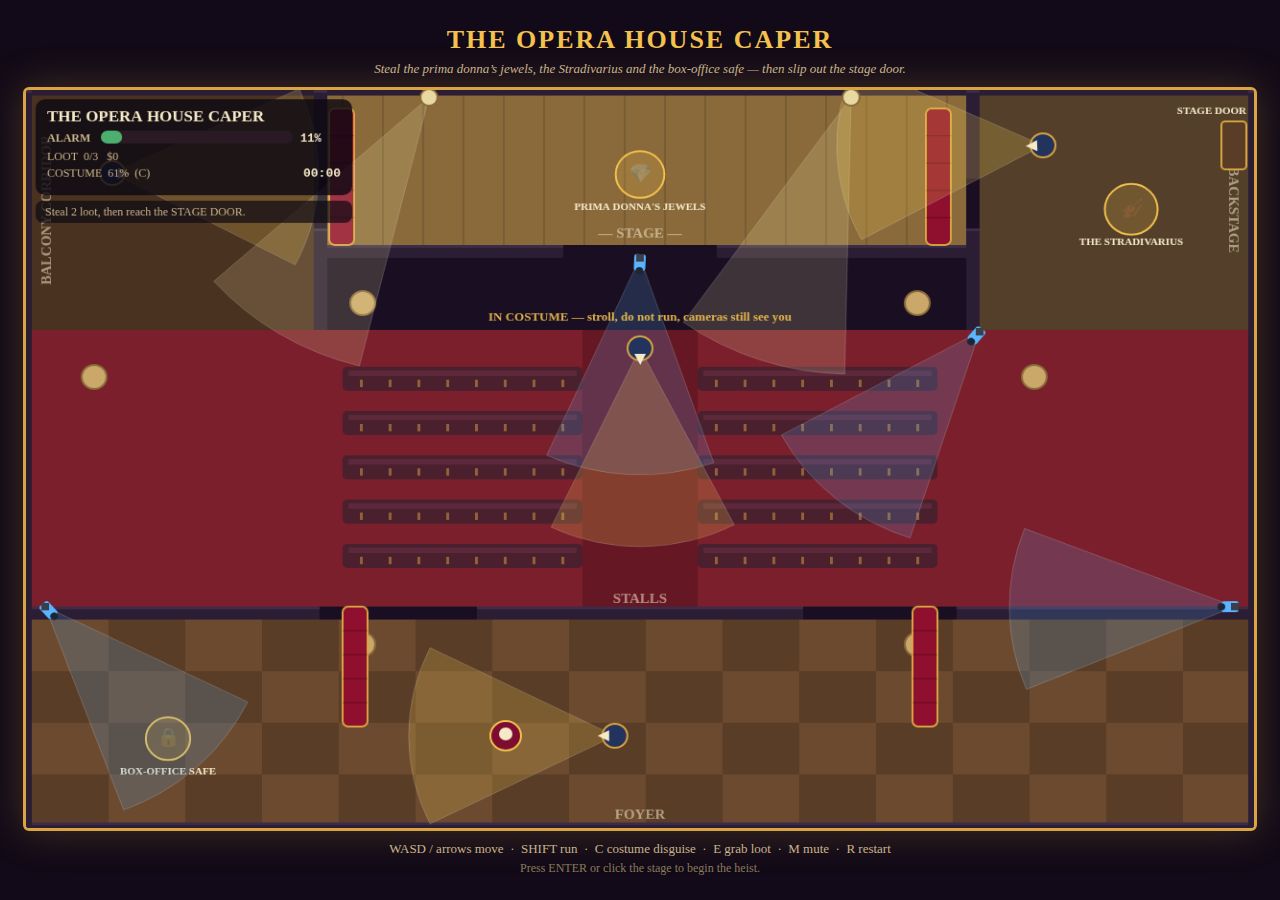 THE OPERA HOUSE CAPER
Steal the prima donna's jewels, the Stradivarius and the box-office safe — then slip out the stage door.
THE OPERA HOUSE CAPER
ALARM 11%
LOOT 0/3 $0
COSTUME 61% (C) 00:00
Steal 2 loot, then reach the STAGE DOOR.
STAGE DOOR
PRIMA DONNA'S JEWELS
— STAGE —
THE STRADIVARIUS
BACKSTAGE
BALCONY CORRIDOR
IN COSTUME — stroll, do not run, cameras still see you
STALLS
BOX-OFFICE SAFE
FOYER
WASD / arrows move · SHIFT run · C costume disguise · E grab loot · M mute · R restart
Press ENTER or click the stage to begin the heist.